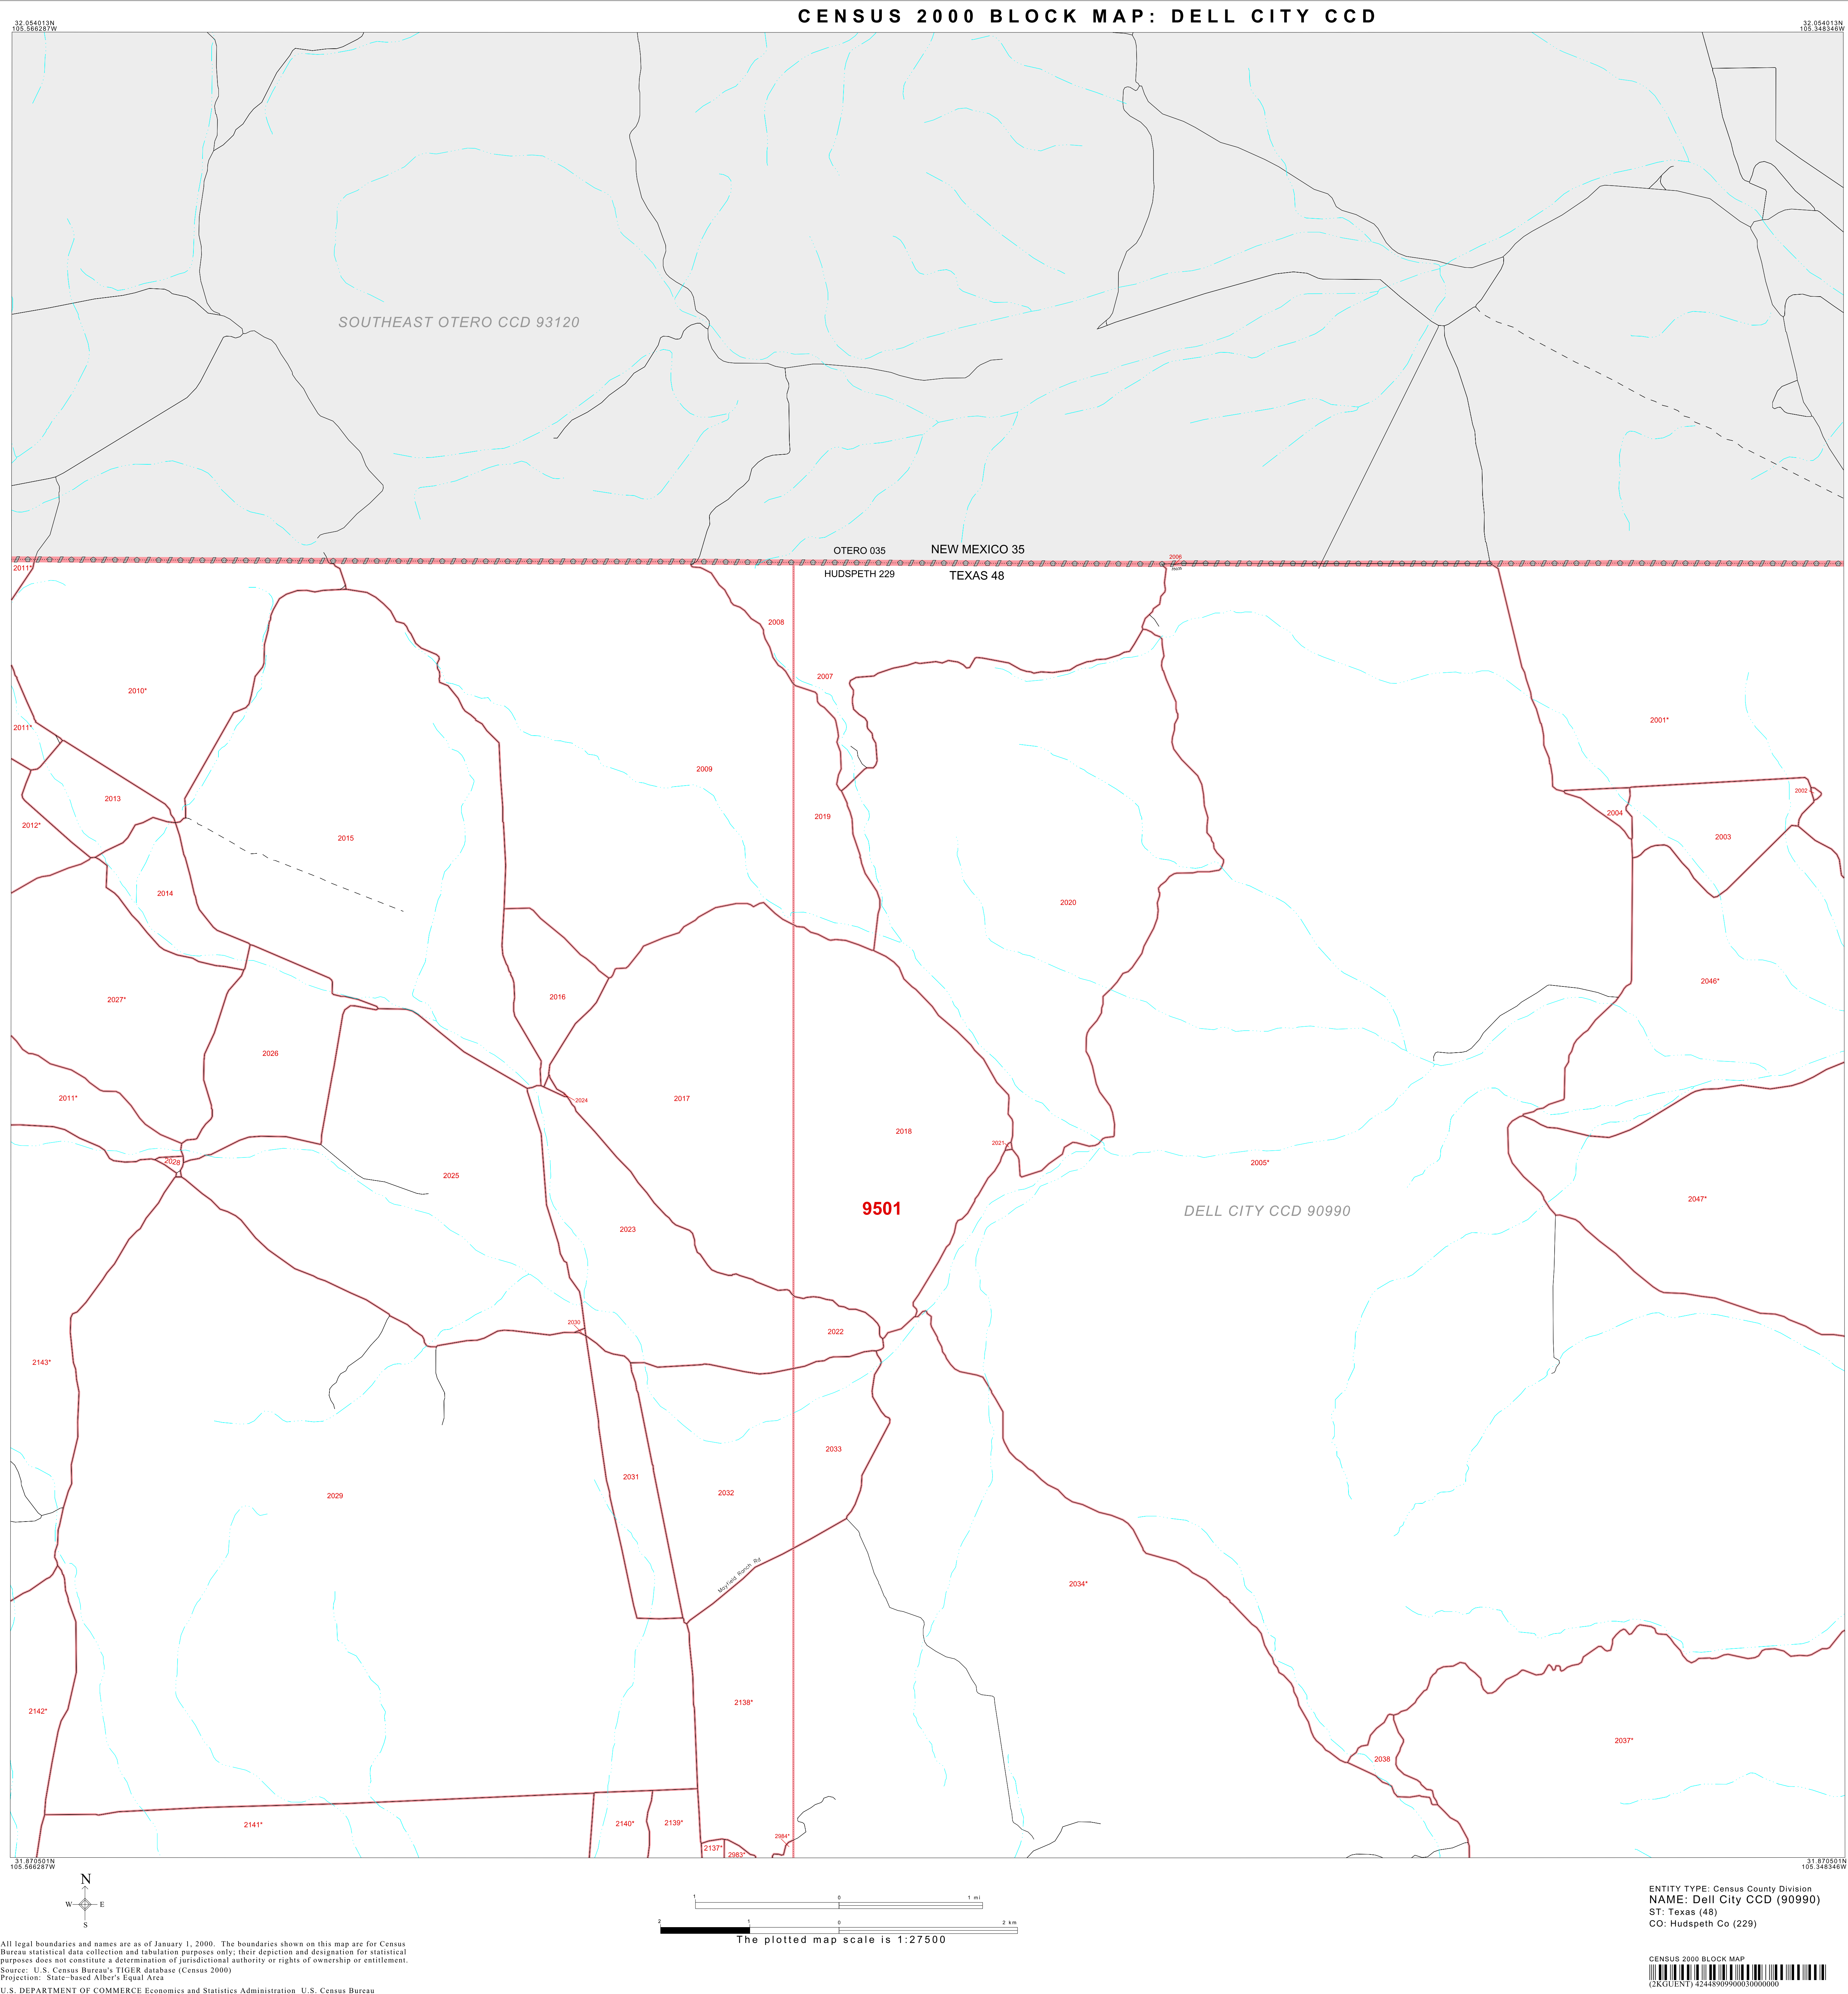 CENSUS 2000 BLOCK MAP: DELL CITY CCD
32.054013N
105.566287W
32.054013N
105.348346W
SOUTHEAST OTERO CCD 93120
OTERO 035
NEW MEXICO 35
HUDSPETH 229
TEXAS 48
2006
2011*
2008
2007
2010*
2001*
2011*
2009
2002
2013
2004
2019
2012*
2003
2015
2014
2020
2046*
2016
2027*
2026
2011*
2024
2017
2018
2021
2028
2005*
2025
2047*
9501
DELL CITY CCD 90990
2023
2030
2022
2143*
2033
2031
2032
2029
Mayfield Ranch Rd
2034*
2138*
2142*
2037*
2038
2141*
2140*
2139*
2984*
2137*
2983*
31.870501N
105.566287W
31.870501N
105.348346W
N
W
E
S
1
0
1 mi
2
1
0
2 km
The plotted map scale is 1:27500
ENTITY TYPE: Census County Division
NAME: Dell City CCD (90990)
ST: Texas (48)
CO: Hudspeth Co (229)
All legal boundaries and names are as of January 1, 2000. The boundaries shown on this map are for Census
Bureau statistical data collection and tabulation purposes only; their depiction and designation for statistical
purposes does not constitute a determination of jurisdictional authority or rights of ownership or entitlement.
Source: U.S. Census Bureau's TIGER database (Census 2000)
Projection: State-based Alber's Equal Area
U.S. DEPARTMENT OF COMMERCE Economics and Statistics Administration U.S. Census Bureau
CENSUS 2000 BLOCK MAP
(2KGUENT) 42448909900030000000